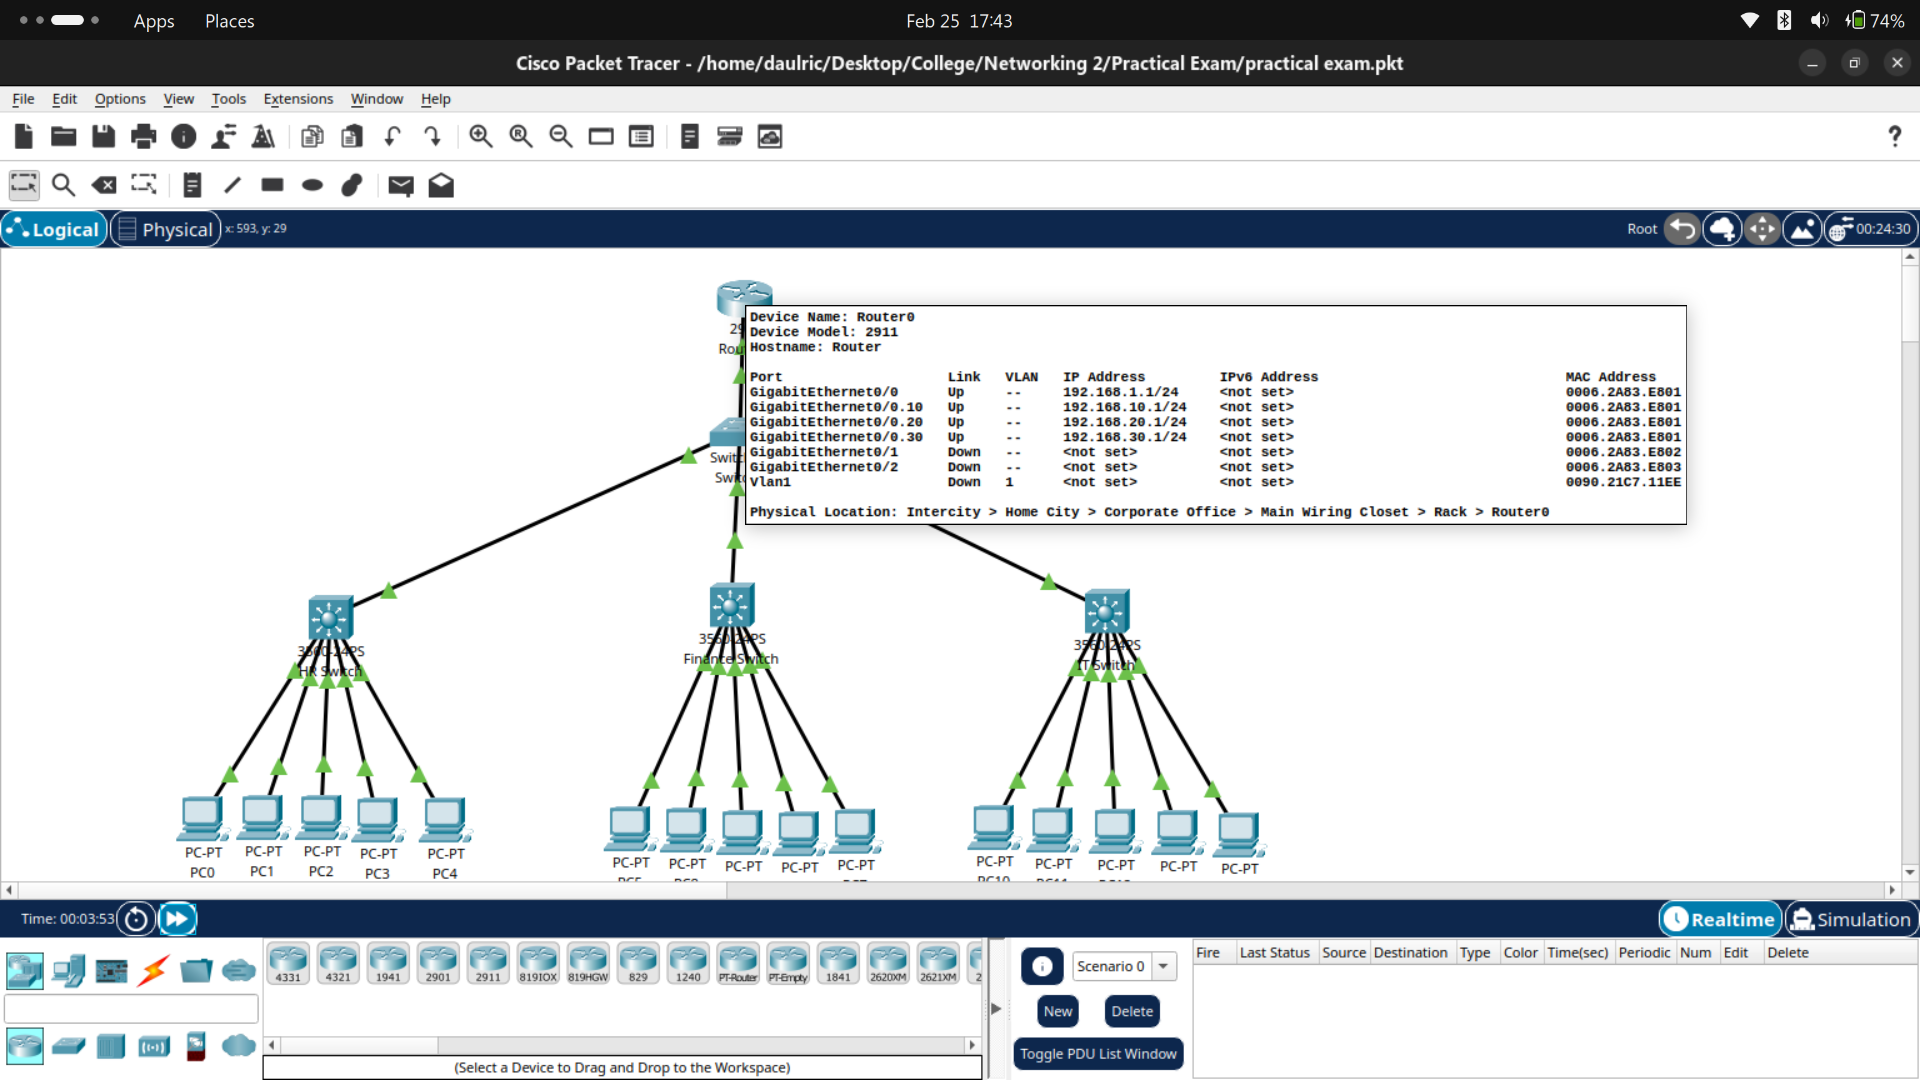 Apps Places Feb 25 17:43 74%
Cisco Packet Tracer - /home/daulric/Desktop/College/Networking 2/Practical Exam/practical exam.pkt
File Edit Options View Tools Extensions Window Help
Logical Physical x: 593, y: 29 Root 00:24:30
Device Name: Router0
Device Model: 2911
Hostname: Router
Port Link VLAN IP Address IPv6 Address MAC Address
GigabitEthernet0/0 Up -- 192.168.1.1/24 <not set> 0006.2A83.E801
GigabitEthernet0/0.10 Up -- 192.168.10.1/24 <not set> 0006.2A83.E801
GigabitEthernet0/0.20 Up -- 192.168.20.1/24 <not set> 0006.2A83.E801
GigabitEthernet0/0.30 Up -- 192.168.30.1/24 <not set> 0006.2A83.E801
GigabitEthernet0/1 Down -- <not set> <not set> 0006.2A83.E802
GigabitEthernet0/2 Down -- <not set> <not set> 0006.2A83.E803
Vlan1 Down 1 <not set> <not set> 0090.21C7.11EE
Physical Location: Intercity > Home City > Corporate Office > Main Wiring Closet > Rack > Router0
3560-24PS
HR Switch
3560-24PS
Finance Switch
3560-24PS
IT Switch
PC-PT PC-PT PC-PT PC-PT PC-PT
PC0 PC1 PC2 PC3 PC4
PC-PT PC-PT PC-PT PC-PT PC-PT
PC-PT PC-PT PC-PT PC-PT PC-PT
PC10 PC11
Time: 00:03:53 Realtime Simulation
4331 4321 1941 2901 2911 819IOX 819HGW 829 1240 PT-Router PT-Empty 1841 2620XM 2621XM
(Select a Device to Drag and Drop to the Workspace)
Scenario 0
New Delete
Toggle PDU List Window
Fire Last Status Source Destination Type Color Time(sec) Periodic Num Edit Delete